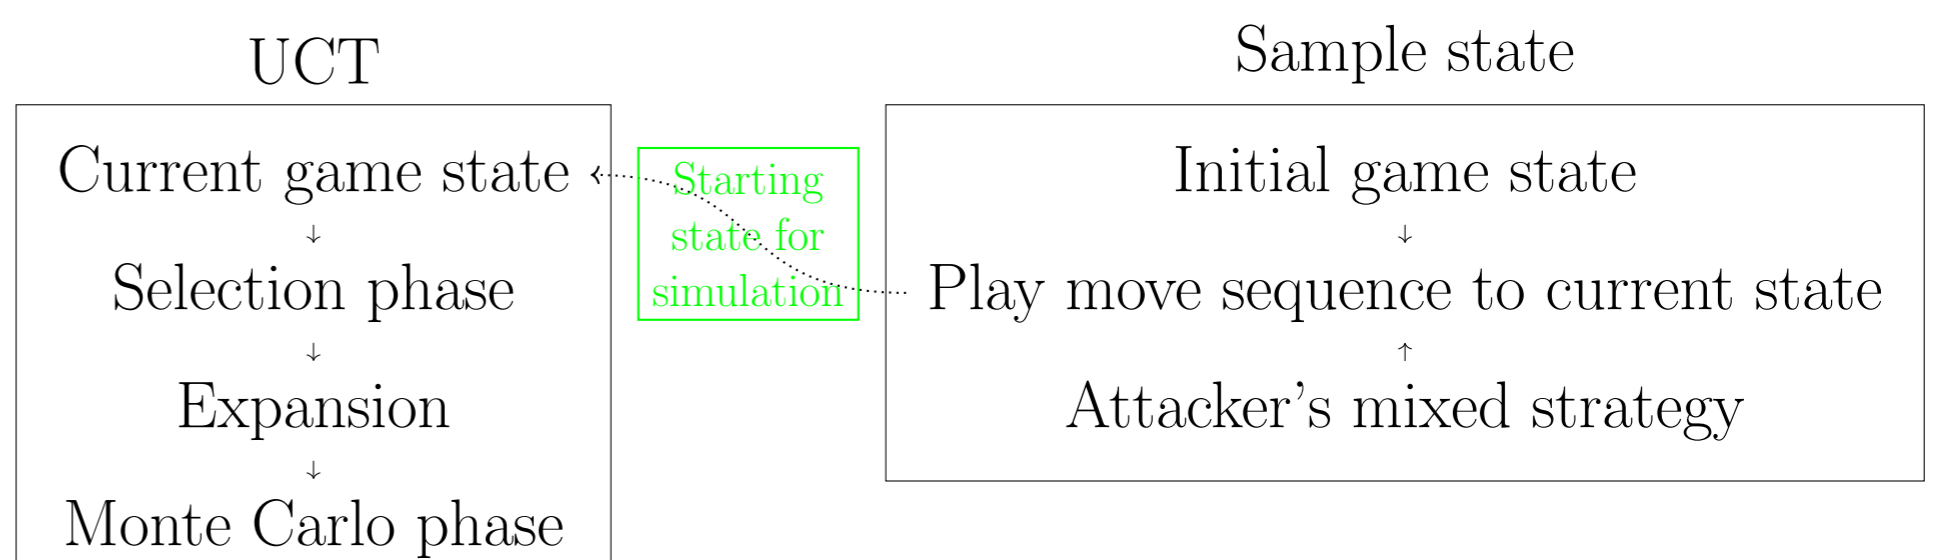 UCT
Current game state
↓
Selection phase
↓
Expansion
↓
Monte Carlo phase
Starting
state for
simulation
Sample state
Initial game state
↓
Play move sequence to current state
↑
Attacker’s mixed strategy